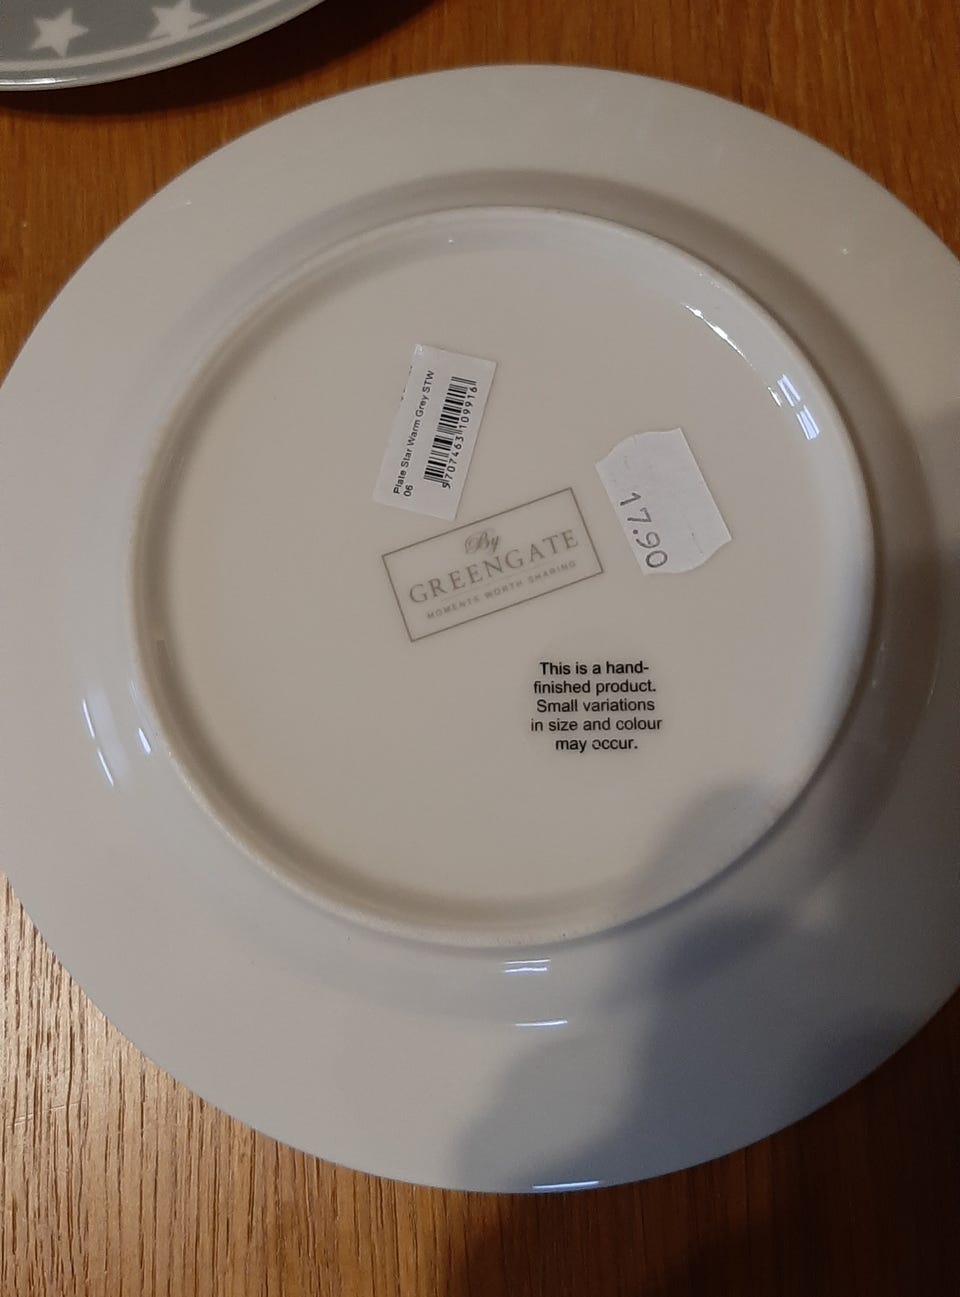 Plate Star Warm Grey STW
06
5707463109916
17.90
By
GREENGATE
MOMENTS WORTH SHARING
This is a hand-
finished product.
Small variations
in size and colour
may occur.